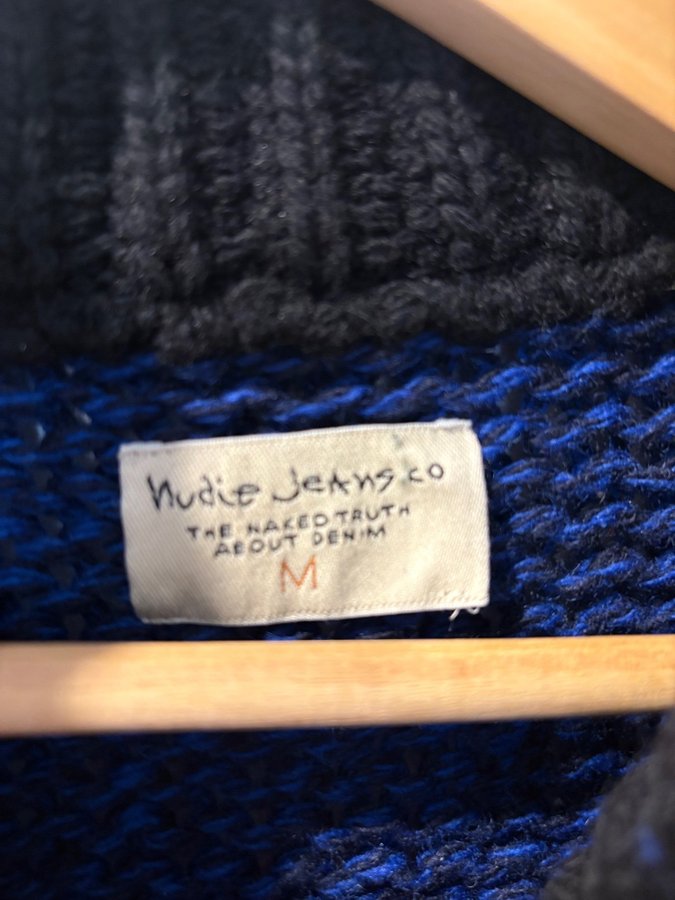 Nudie Jeans co
THE NAKED TRUTH
ABOUT DENIM
M